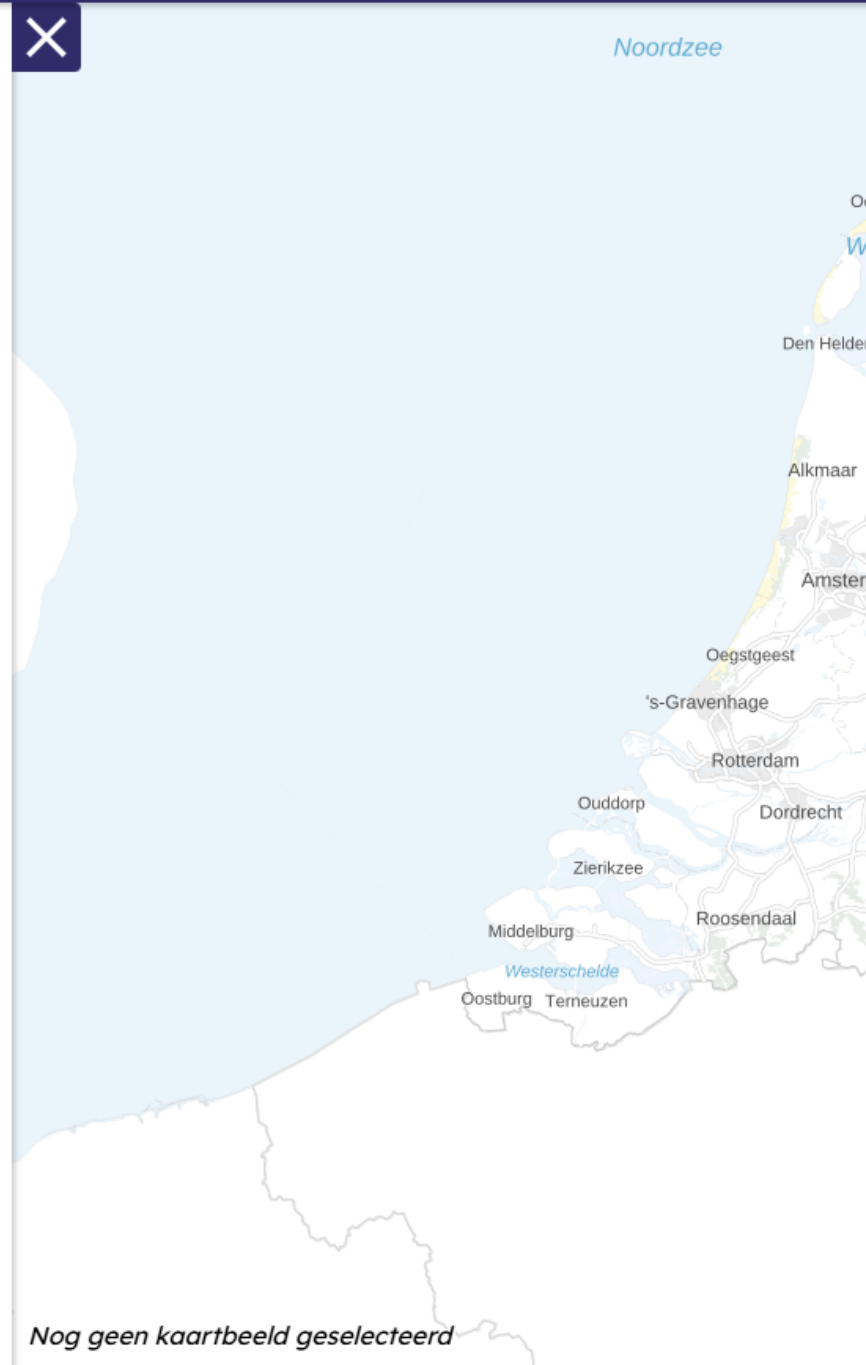 Noordzee
Den Helder
Alkmaar
Oegstgeest
's-Gravenhage
Rotterdam
Ouddorp
Dordrecht
Zierikzee
Roosendaal
Middelburg
Westerschelde
Oostburg Terneuzen
Nog geen kaartbeeld geselecteerd